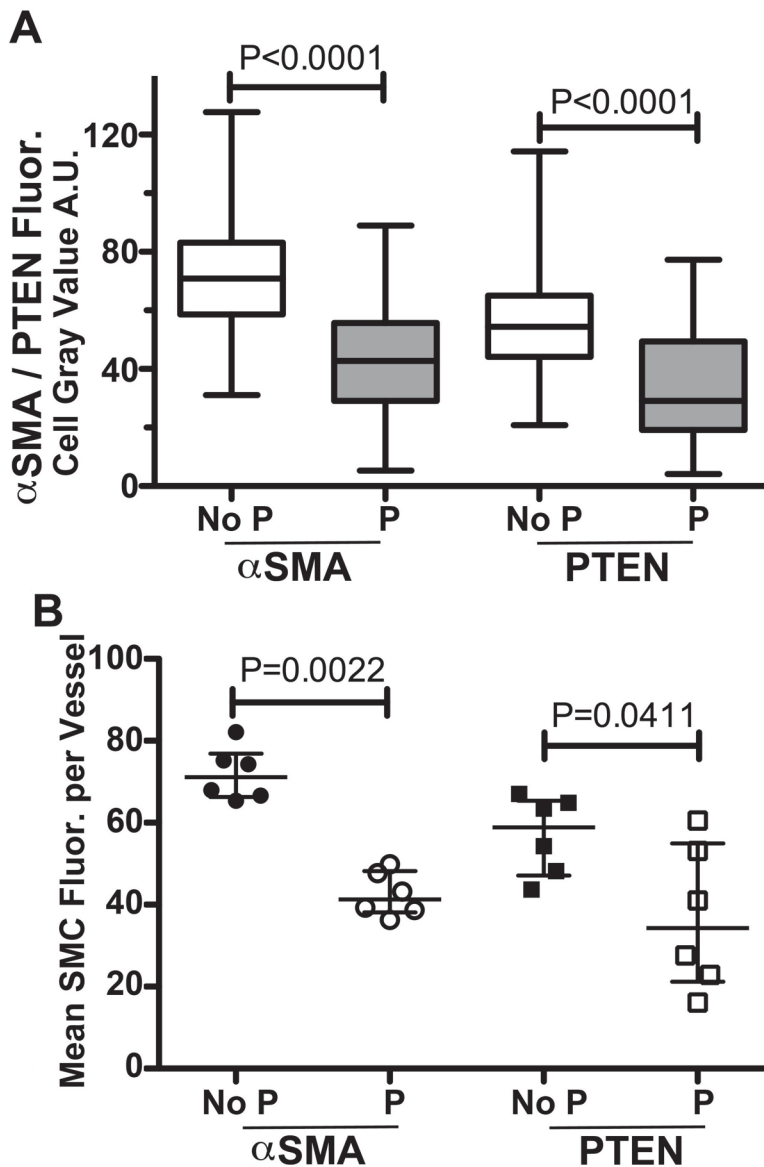 A
P<0.0001
P<0.0001
αSMA / PTEN Fluor.
Cell Gray Value A.U.
120
80
40
0
No P
P
No P
P
αSMA
PTEN
B
P=0.0022
P=0.0411
Mean SMC Fluor. per Vessel
100
80
60
40
20
0
No P
P
No P
P
αSMA
PTEN